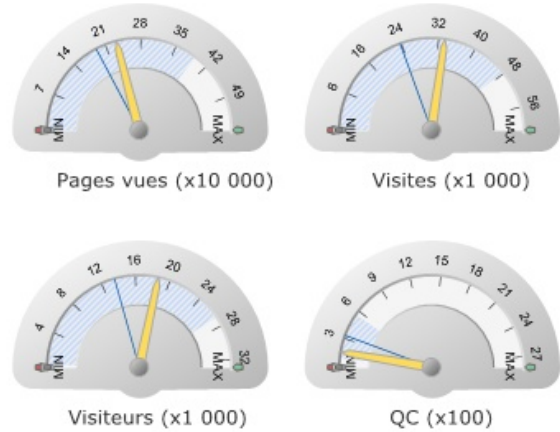 7 14 21 28 35 42 49
MIN MAX
Pages vues (x10 000)
8 16 24 32 40 48 56
MIN MAX
Visites (x1 000)
4 8 12 16 20 24 28 32
MIN MAX
Visiteurs (x1 000)
3 6 9 12 15 18 21 24 27
MIN MAX
QC (x100)